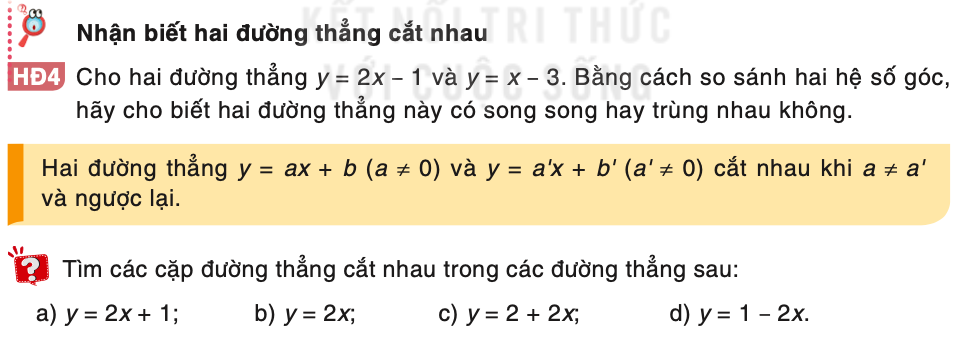 KẾT NỐI TRI THỨC
VỚI CUỘC SỐNG
Nhận biết hai đường thẳng cắt nhau
HĐ4 Cho hai đường thẳng y = 2x – 1 và y = x – 3. Bằng cách so sánh hai hệ số góc,
hãy cho biết hai đường thẳng này có song song hay trùng nhau không.
Hai đường thẳng y = ax + b (a ≠ 0) và y = a'x + b' (a' ≠ 0) cắt nhau khi a ≠ a'
và ngược lại.
? Tìm các cặp đường thẳng cắt nhau trong các đường thẳng sau:
a) y = 2x + 1; b) y = 2x; c) y = 2 + 2x; d) y = 1 – 2x.